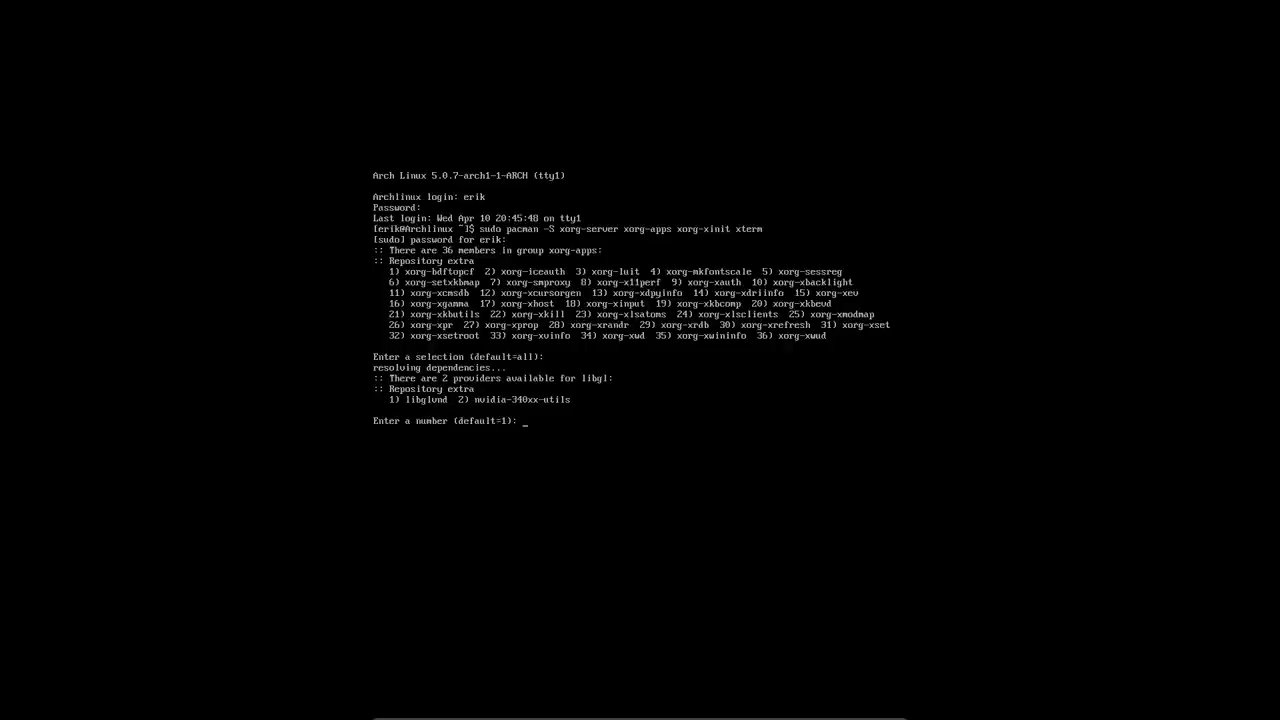 Arch Linux 5.0.7-arch1-1-ARCH (tty1)
Archlinux login: erik
Password:
Last login: Wed Apr 10 20:45:48 on tty1
[erik@Archlinux ~]$ sudo pacman -S xorg-server xorg-apps xorg-xinit xterm
[sudo] password for erik:
:: There are 36 members in group xorg-apps:
:: Repository extra
1) xorg-bdftopcf 2) xorg-iceauth 3) xorg-luit 4) xorg-mkfontscale 5) xorg-sessreg
6) xorg-setxkbmap 7) xorg-smproxy 8) xorg-x11perf 9) xorg-xauth 10) xorg-xbacklight
11) xorg-xcmsdb 12) xorg-xcursorgen 13) xorg-xdpyinfo 14) xorg-xdriinfo 15) xorg-xev
16) xorg-xgamma 17) xorg-xhost 18) xorg-xinput 19) xorg-xkbcomp 20) xorg-xkbevd
21) xorg-xkbutils 22) xorg-xkill 23) xorg-xlsatoms 24) xorg-xlsclients 25) xorg-xmodmap
26) xorg-xpr 27) xorg-xprop 28) xorg-xrandr 29) xorg-xrdb 30) xorg-xrefresh 31) xorg-xset
32) xorg-xsetroot 33) xorg-xvinfo 34) xorg-xwd 35) xorg-xwininfo 36) xorg-xwud
Enter a selection (default=all):
resolving dependencies...
:: There are 2 providers available for libgl:
:: Repository extra
1) libglvnd 2) nvidia-340xx-utils
Enter a number (default=1): _